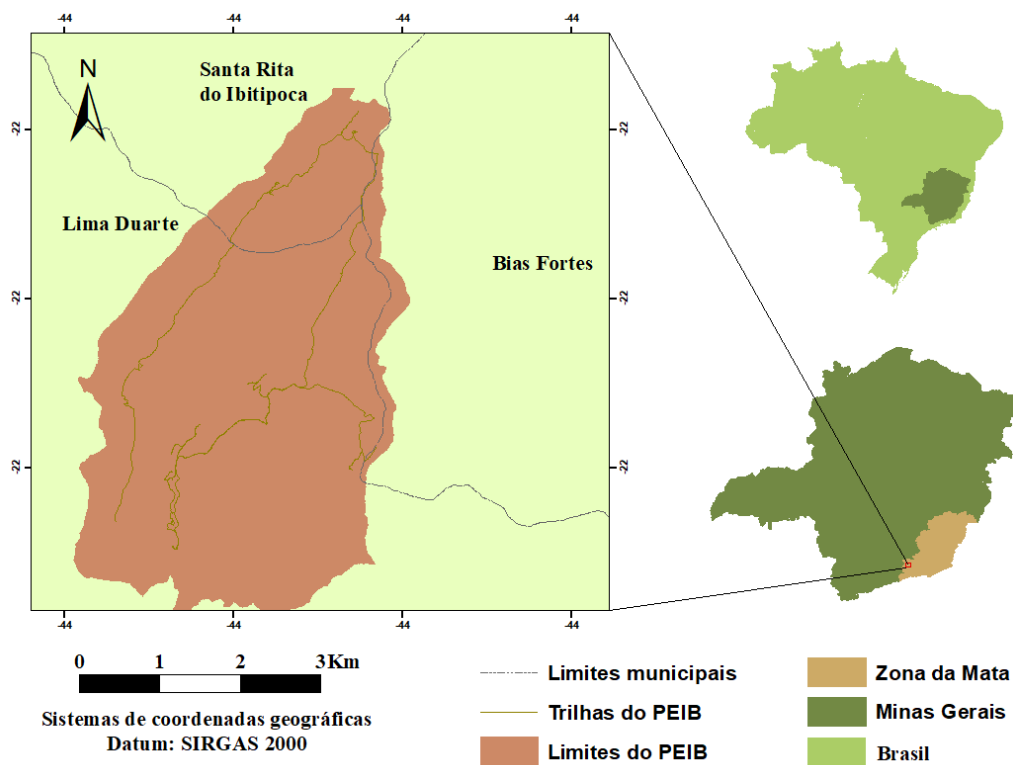 -44
-44
-44
-44
N
Santa Rita
do Ibitipoca
-22
-22
Lima Duarte
Bias Fortes
-22
-22
-22
-22
-44
-44
-44
-44
0 1 2 3Km
Sistemas de coordenadas geográficas
Datum: SIRGAS 2000
Limites municipais
Trilhas do PEIB
Limites do PEIB
Zona da Mata
Minas Gerais
Brasil